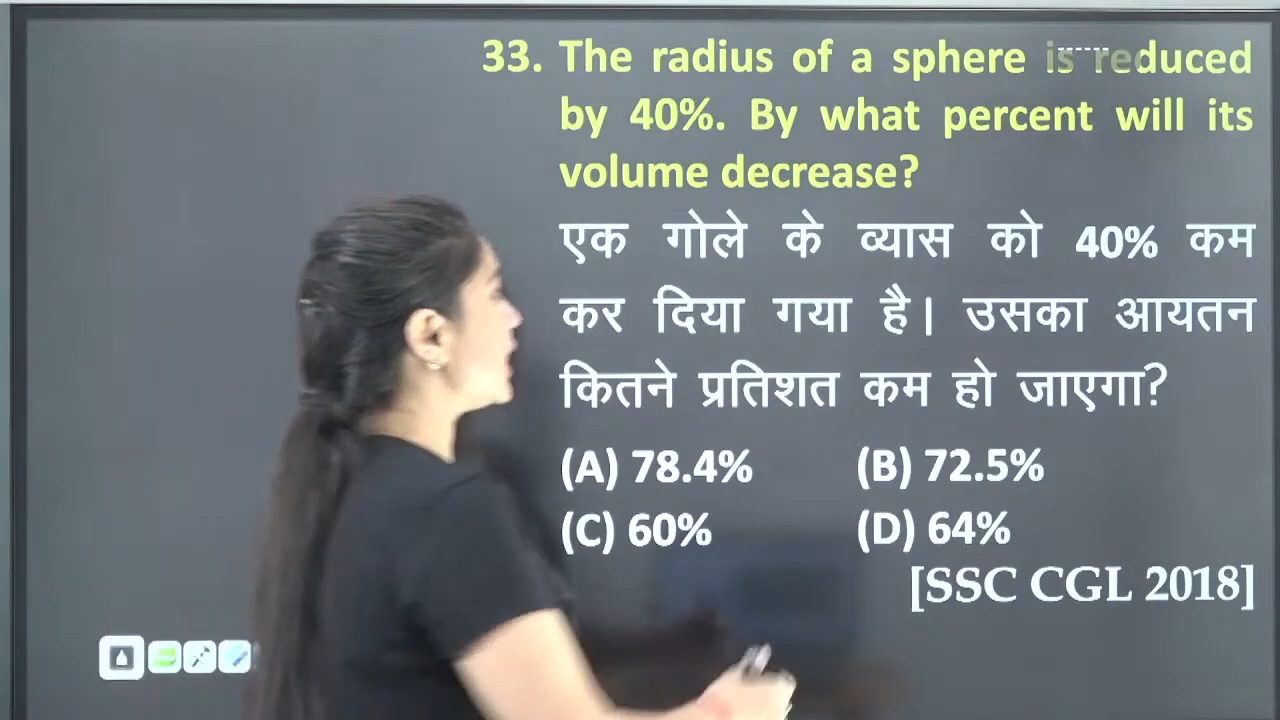 33. The radius of a sphere is reduced
by 40%. By what percent will its
volume decrease?
एक गोले के व्यास को 40% कम
कर दिया गया है। उसका आयतन
कितने प्रतिशत कम हो जाएगा?
(A) 78.4% (B) 72.5%
(C) 60% (D) 64%
[SSC CGL 2018]